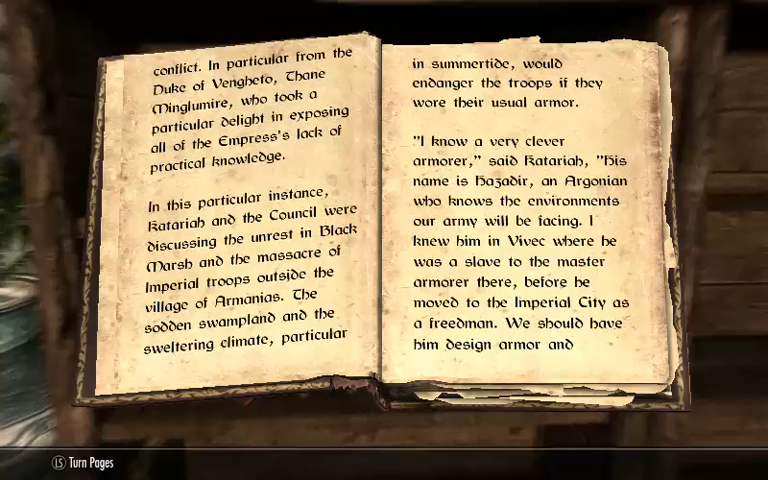 conflict. In particular from the
Duke of Vengheto, Thane
Minglumire, who took a
particular delight in exposing
all of the Empress's lack of
practical knowledge.
In this particular instance,
Katariah and the Council were
discussing the unrest in Black
Marsh and the massacre of
Imperial troops outside the
village of Armanias. The
sodden swampland and the
sweltering climate, particular
in summertide, would
endanger the troops if they
wore their usual armor.
"I know a very clever
armorer," said Katariah, "His
name is Hazadir, an Argonian
who knows the environments
our army will be facing. I
knew him in Vivec where he
was a slave to the master
armorer there, before he
moved to the Imperial City as
a freedman. We should have
him design armor and
LS Turn Pages